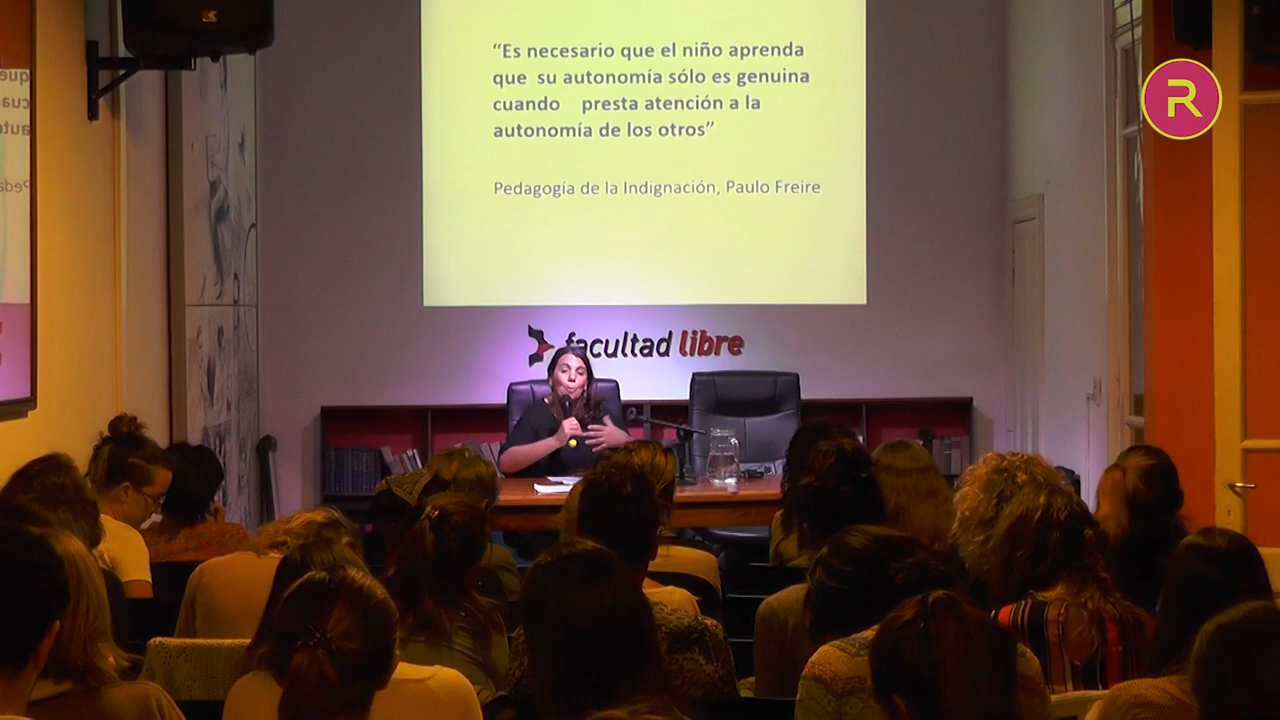 “Es necesario que el niño aprenda
que su autonomía sólo es genuina
cuando presta atención a la
autonomía de los otros”
Pedagogía de la Indignación, Paulo Freire
facultad libre
R